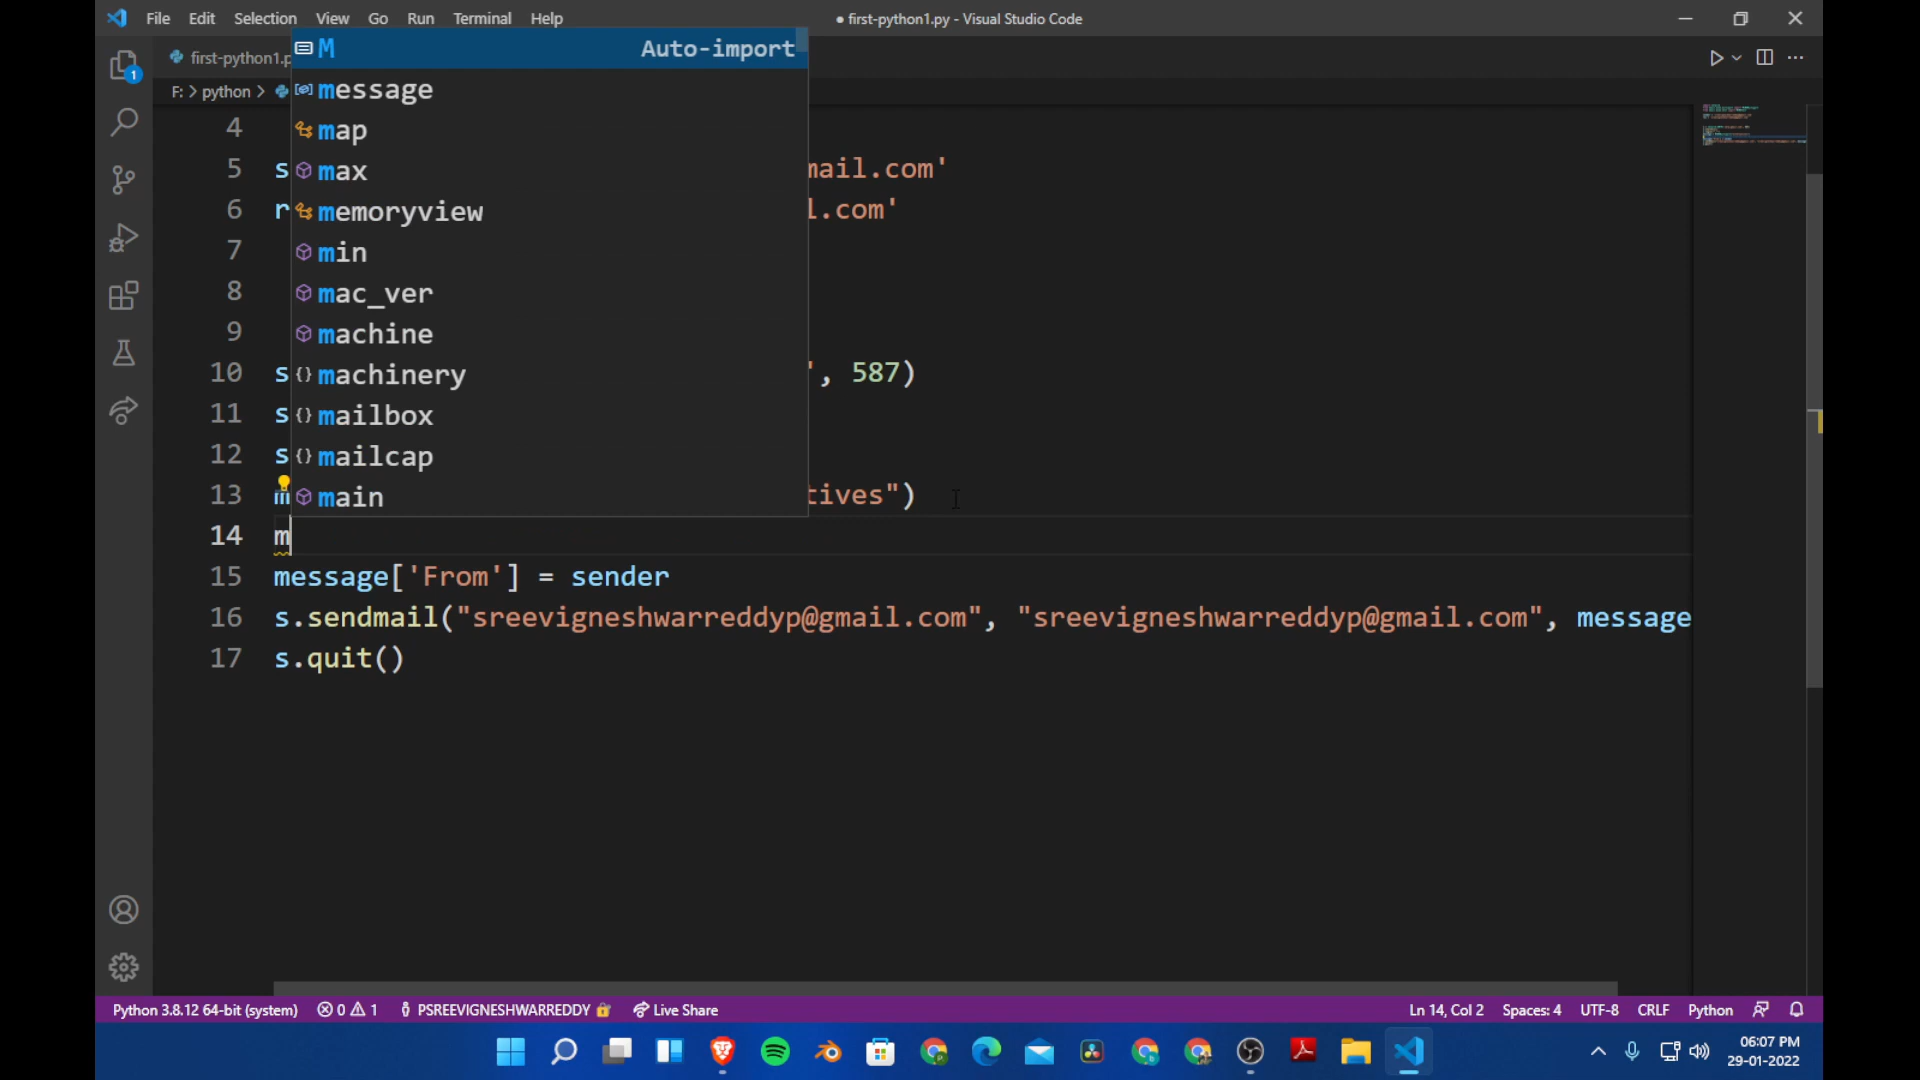 File Edit Selection View Go Run Terminal Help
● first-python1.py - Visual Studio Code
first-python1.p
F: > python >
M Auto-import
message
map
max
memoryview
min
mac_ver
machine
machinery
mailbox
mailcap
main
4
5 s mail.com'
6 r l.com'
7
8
9
10 s ', 587)
11 s
12 s
13 m tives")
14 m
15 message['From'] = sender
16 s.sendmail("sreevigneshwarreddyp@gmail.com", "sreevigneshwarreddyp@gmail.com", message
17 s.quit()
1
Python 3.8.12 64-bit (system) 0 1 PSREEVIGNESHWARREDDY Live Share
Ln 14, Col 2 Spaces: 4 UTF-8 CRLF Python
06:07 PM
29-01-2022